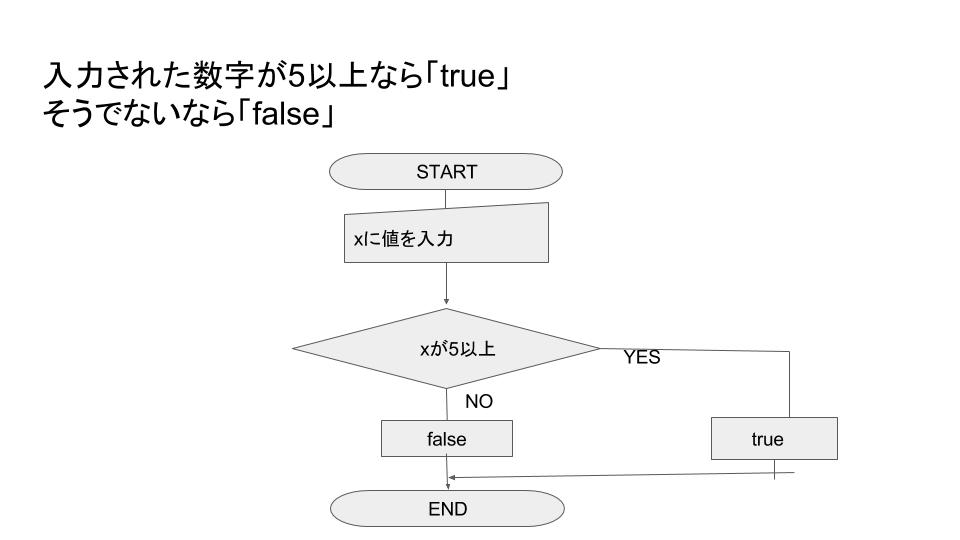 入力された数字が5以上なら｢true｣
そうでないなら｢false｣
START
xに値を入力
xが5以上
YES
NO
false
true
END